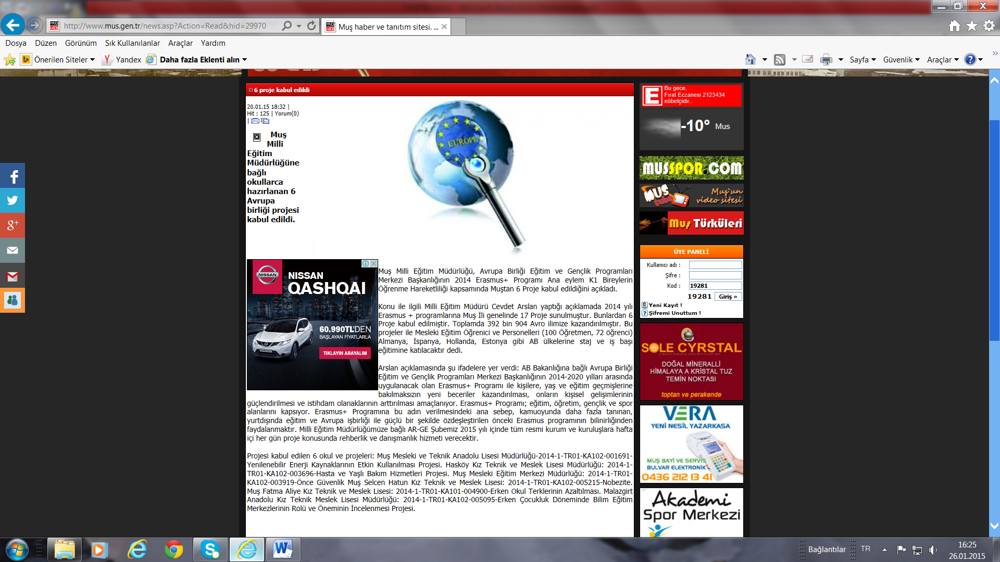 http://www.mus.gen.tr/news.asp?Action=Read&hid=29970
Muş haber ve tanıtım sitesi. ...
Dosya Düzen Görünüm Sık Kullanılanlar Araçlar Yardım
Önerilen Siteler Yandex Daha fazla Eklenti alın
Sayfa Güvenlik Araçlar
6 proje kabul edildi
20.01.15 18:32 |
Hit : 125 | Yorum(0)
|
Muş
Milli
Eğitim
Müdürlüğüne
bağlı
okullarca
hazırlanan 6
Avrupa
birliği projesi
kabul edildi.
EUROPE
NISSAN
NISSAN
QASHQAI
60.990TL'DEN
BAŞLAYAN FİYATLARLA
TIKLAYIN ARAYALIM
Muş Milli Eğitim Müdürlüğü, Avrupa Birliği Eğitim ve Gençlik Programları
Merkezi Başkanlığının 2014 Erasmus+ Programı Ana eylem K1 Bireylerin
Öğrenme Hareketliliği kapsamında Muştan 6 Proje kabul edildiğini açıkladı.
Konu ile ilgili Milli Eğitim Müdürü Cevdet Arslan yaptığı açıklamada 2014 yılı
Erasmus + programlarına Muş İli genelinde 17 Proje sunulmuştur. Bunlardan 6
Proje kabul edilmiştir. Toplamda 392 bin 904 Avro ilimize kazandırılmıştır. Bu
projeler ile Mesleki Eğitim Öğrenici ve Personelleri (100 Öğretmen, 72 öğrenci)
Almanya, İspanya, Hollanda, Estonya gibi AB ülkelerine staj ve iş başı
eğitimine katılacaktır dedi.
Arslan açıklamasında şu ifadelere yer verdi: AB Bakanlığına bağlı Avrupa Birliği
Eğitim ve Gençlik Programları Merkezi Başkanlığının 2014-2020 yılları arasında
uygulanacak olan Erasmus+ Programı ile kişilere, yaş ve eğitim geçmişlerine
bakılmaksızın yeni beceriler kazandırılması, onların kişisel gelişimlerinin
güçlendirilmesi ve istihdam olanaklarının arttırılması amaçlanıyor. Erasmus+ Programı; eğitim, öğretim, gençlik ve spor
alanlarını kapsıyor. Erasmus+ Programına bu adın verilmesindeki ana sebep, kamuoyunda daha fazla tanınan,
yurtdışında eğitim ve Avrupa işbirliği ile güçlü bir şekilde özdeşleştirilen önceki Erasmus programının bilinirliğinden
faydalanmaktır. Milli Eğitim Müdürlüğümüze bağlı AR-GE Şubemiz 2015 yılı içinde tüm resmi kurum ve kuruluşlara hafta
içi her gün proje konusunda rehberlik ve danışmanlık hizmeti verecektir.
Projesi kabul edilen 6 okul ve projeleri: Muş Mesleki ve Teknik Anadolu Lisesi Müdürlüğü-2014-1-TR01-KA102-001691-
Yenilenebilir Enerji Kaynaklarının Etkin Kullanılması Projesi. Hasköy Kız Teknik ve Meslek Lisesi Müdürlüğü: 2014-1-
TR01-KA102-003696-Hasta ve Yaşlı Bakım Hizmetleri Projesi. Muş Mesleki Eğitim Merkezi Müdürlüğü: 2014-1-TR01-
KA102-003919-Önce Güvenlik Muş Selcen Hatun Kız Teknik ve Meslek Lisesi: 2014-1-TR01-KA102-005215-Nobezite.
Muş Fatma Aliye Kız Teknik ve Meslek Lisesi: 2014-1-TR01-KA101-004900-Erken Okul Terklerinin Azaltılması. Malazgirt
Anadolu Kız Teknik Meslek Lisesi Müdürlüğü: 2014-1-TR01-KA102-005095-Erken Çocukluk Döneminde Bilim Eğitim
Merkezlerinin Rolü ve Öneminin İncelenmesi Projesi.
E
Bu gece,
Fırat Eczanesi 2123434
nöbetçidir..
-10° Mus
MUSSPOR.COM
MUS tube
Muş'un
video sitesi
Muş Türküleri
ÜYE PANELİ
Kullanıcı adı :
Şifre :
Kod : 19281
19281 Giriş »
Yeni Kayıt !
Şifremi Unuttum !
SOLE CYRSTAL
DOĞAL MİNERALLİ
HİMALAYA A KRİSTAL TUZ
TEMİN NOKTASI
toptan ve perakende
VERA
YENİ NESİL YAZARKASA
MUŞ BAYİ VE SERVİS
BULVAR ELEKTRONİK
0436 212 13 41
Akademi
Spor Merkezi
Bağlantılar TR
16:25
26.01.2015